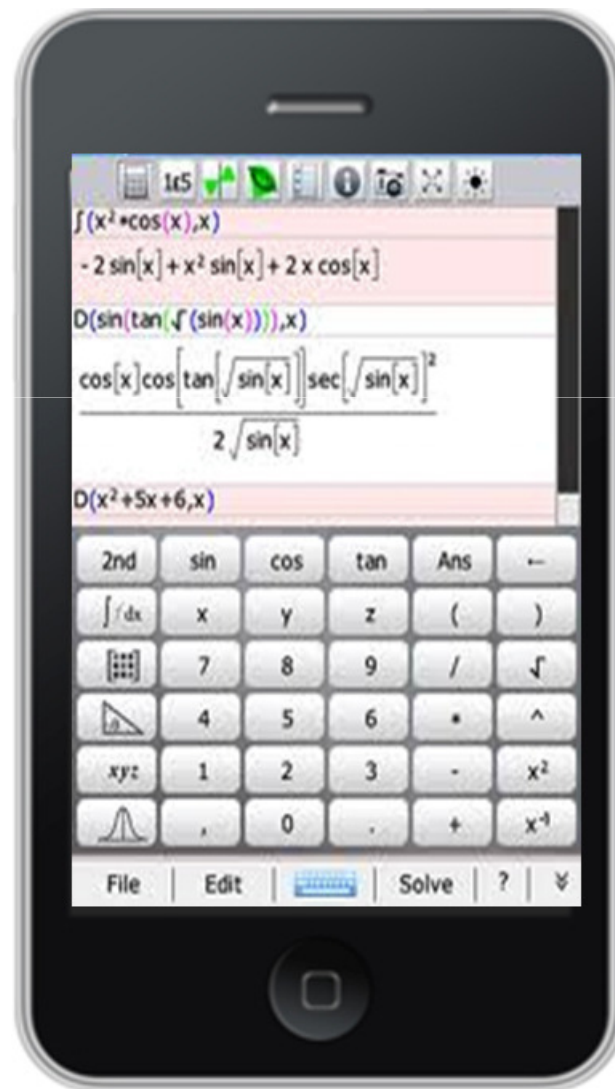 1ε5
∫(x²*cos(x),x)
- 2 sin[x] + x² sin[x] + 2 x cos[x]
D(sin(tan(√(sin(x)))),x)
cos[x]cos[tan[√sin[x]]]sec[√sin[x]]²
2√sin[x]
D(x²+5x+6,x)
2nd sin cos tan Ans ←
∫f dx x y z ( )
7 8 9 / √
θ 4 5 6 * ^
xyz 1 2 3 - x²
, 0 . + x⁻¹
File | Edit | | Solve | ? | ∨